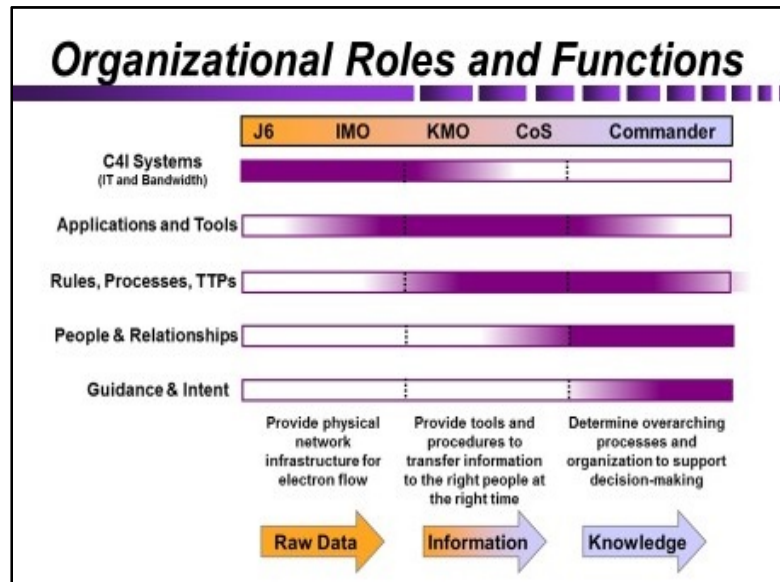 Organizational Roles and Functions
J6 IMO KMO CoS Commander
C4I Systems
(IT and Bandwidth)
Applications and Tools
Rules, Processes, TTPs
People & Relationships
Guidance & Intent
Provide physical
network
infrastructure for
electron flow
Provide tools and
procedures to
transfer information
to the right people at
the right time
Determine overarching
processes and
organization to support
decision-making
Raw Data
Information
Knowledge